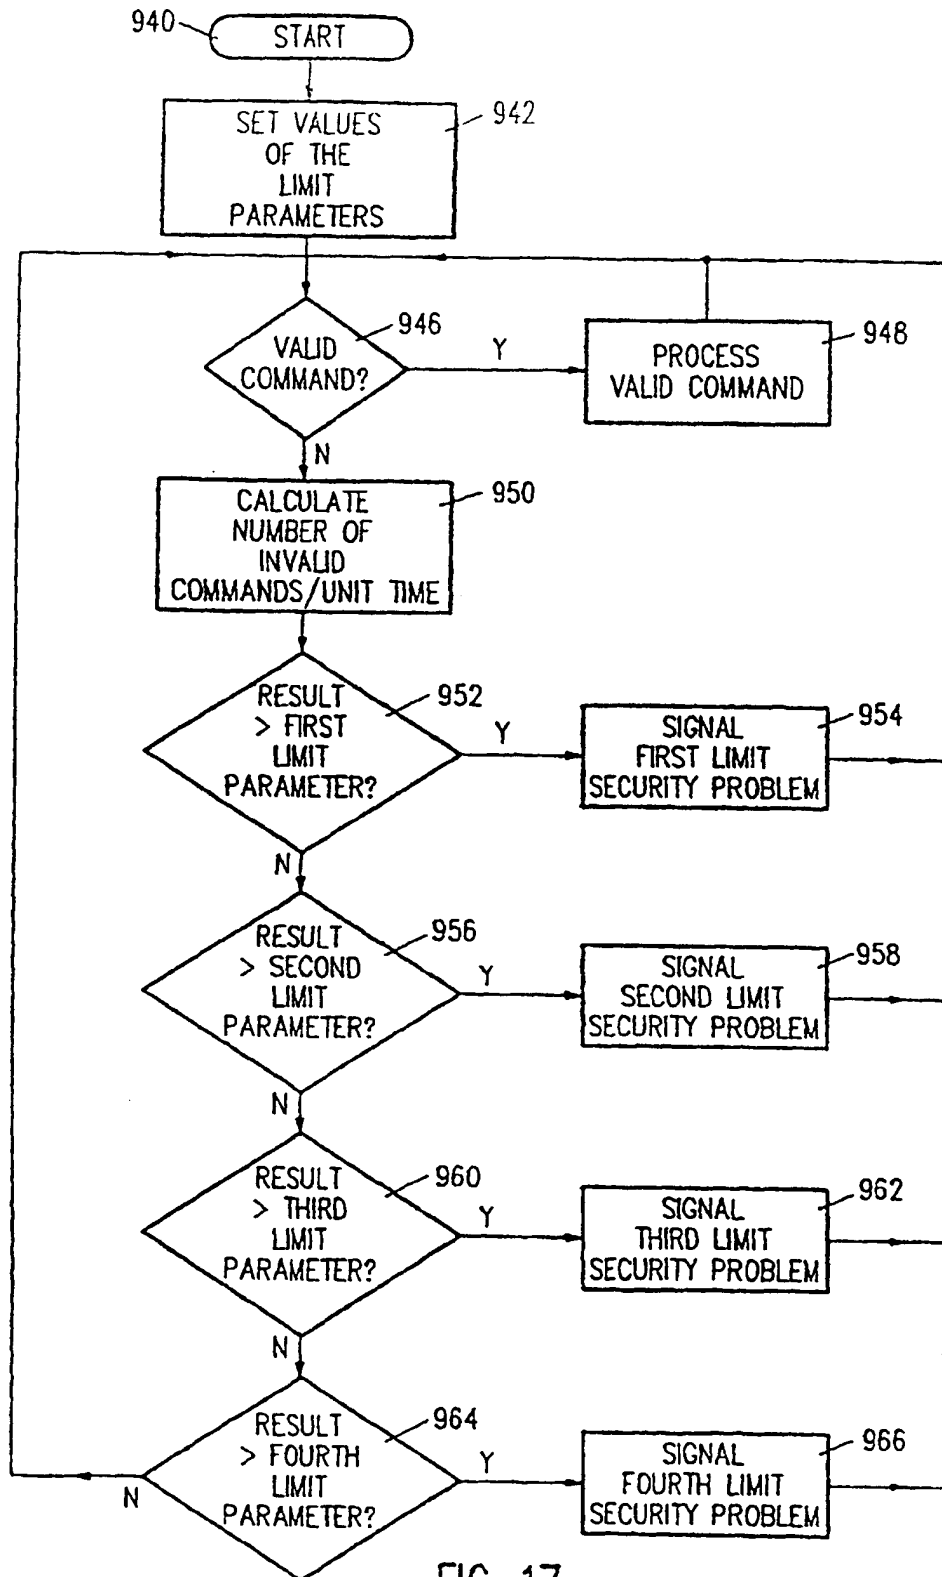 940
START
942
SET VALUES
OF THE
LIMIT
PARAMETERS
946
VALID
COMMAND?
Y
948
PROCESS
VALID COMMAND
N
950
CALCULATE
NUMBER OF
INVALID
COMMANDS/UNIT TIME
952
RESULT
> FIRST
LIMIT
PARAMETER?
Y
954
SIGNAL
FIRST LIMIT
SECURITY PROBLEM
N
956
RESULT
> SECOND
LIMIT
PARAMETER?
Y
958
SIGNAL
SECOND LIMIT
SECURITY PROBLEM
N
960
RESULT
> THIRD
LIMIT
PARAMETER?
Y
962
SIGNAL
THIRD LIMIT
SECURITY PROBLEM
N
964
RESULT
> FOURTH
LIMIT
PARAMETER?
Y
966
SIGNAL
FOURTH LIMIT
SECURITY PROBLEM
N
FIG. 17